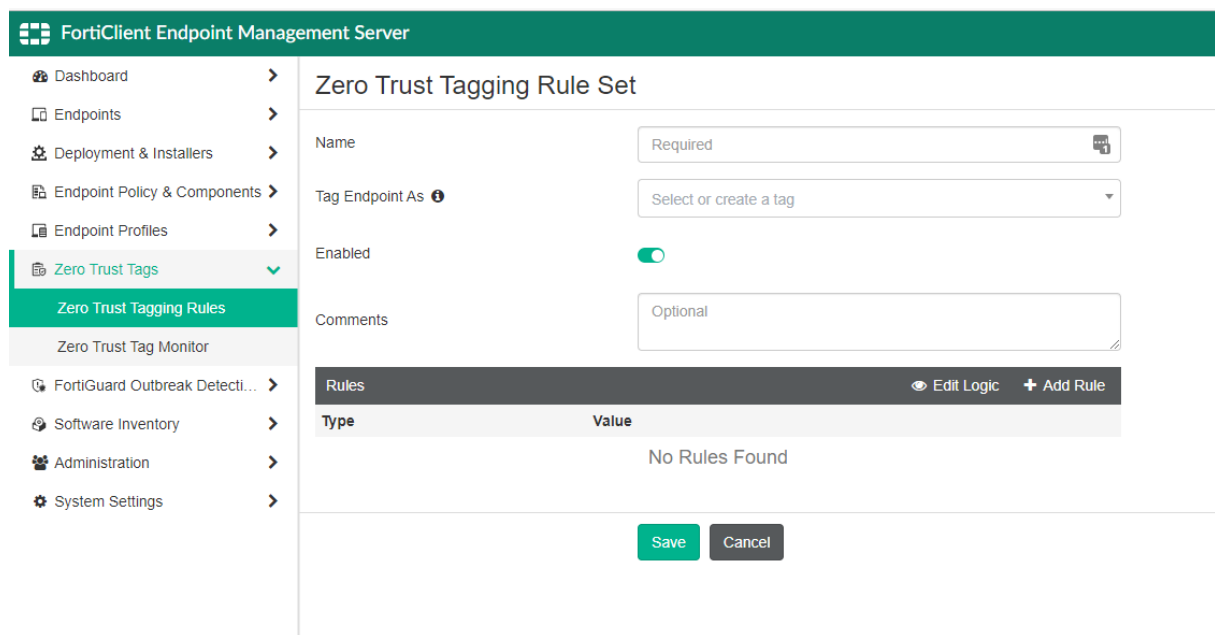 FortiClient Endpoint Management Server
Dashboard
Endpoints
Deployment & Installers
Endpoint Policy & Components
Endpoint Profiles
Zero Trust Tags
Zero Trust Tagging Rules
Zero Trust Tag Monitor
FortiGuard Outbreak Detecti...
Software Inventory
Administration
System Settings
Zero Trust Tagging Rule Set
Name
Required
1
Tag Endpoint As
Select or create a tag
Enabled
Comments
Optional
Rules
Edit Logic
Add Rule
Type
Value
No Rules Found
Save
Cancel